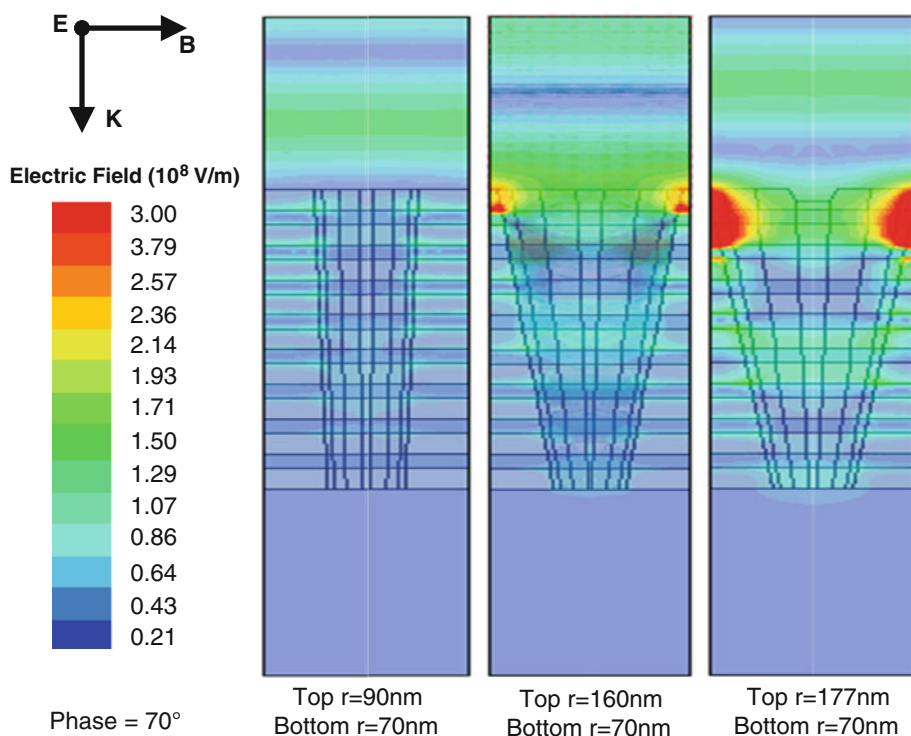 E
B
K
Electric Field (10⁸ V/m)
3.00
3.79
2.57
2.36
2.14
1.93
1.71
1.50
1.29
1.07
0.86
0.64
0.43
0.21
Phase = 70°
Top r=90nm
Bottom r=70nm
Top r=160nm
Bottom r=70nm
Top r=177nm
Bottom r=70nm